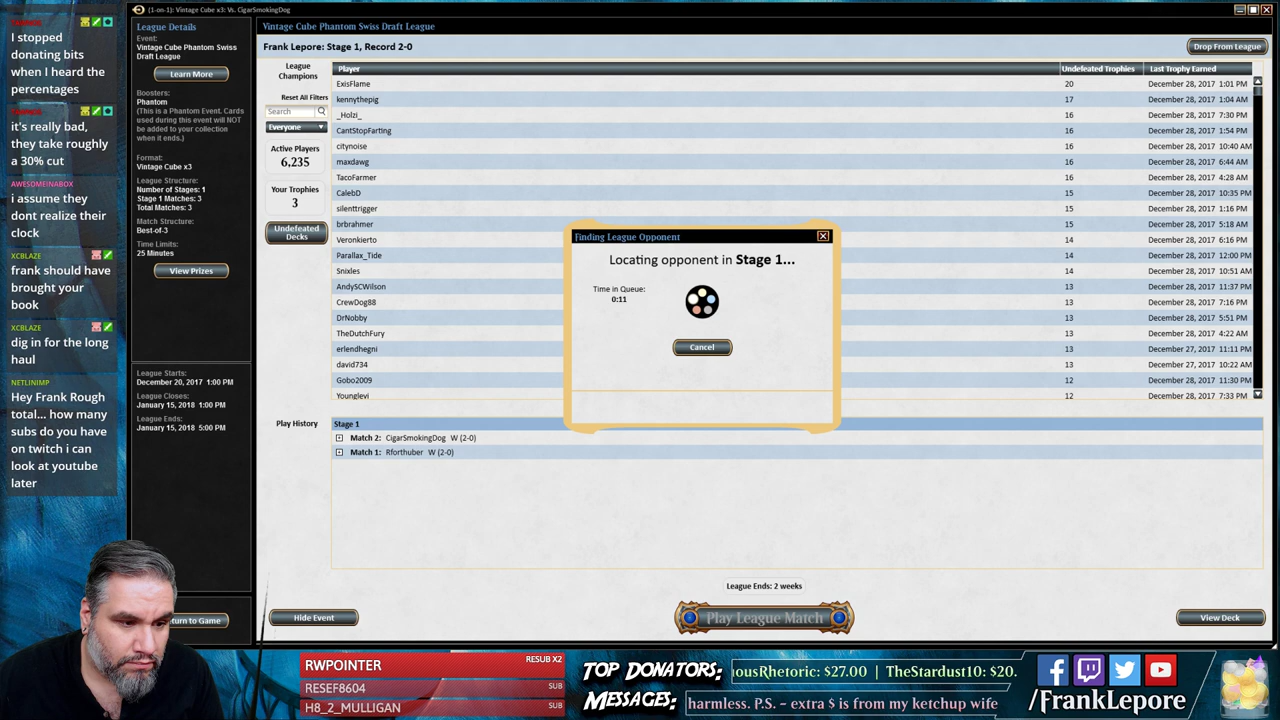 I stopped
donating bits
when I heard the
percentages
it's really bad,
they take roughly
a 30% cut
AWESOMEINABOX
i assume they
dont realize their
clock
XCBLAZE
frank should have
brought your
book
XCBLAZE
dig in for the long
haul
NETLINIMP
Hey Frank Rough
total... how many
subs do you have
on twitch i can
look at youtube
later
(1-on-1): Vintage Cube x3: Vs. CigarSmokingDog
League Details
Event:
Vintage Cube Phantom Swiss
Draft League
Learn More
Boosters:
Phantom
(This is a Phantom Event. Cards
used during this event will NOT
be added to your collection
when it ends.)
Format:
Vintage Cube x3
League Structure:
Number of Stages: 1
Stage 1 Matches: 3
Total Matches: 3
Match Structure:
Best-of-3
Time Limits:
25 Minutes
View Prizes
League Starts:
December 20, 2017 1:00 PM
League Closes:
January 15, 2018 1:00 PM
League Ends:
January 15, 2018 5:00 PM
turn to Game
Vintage Cube Phantom Swiss Draft League
Frank Lepore: Stage 1, Record 2-0
Drop From League
League
Champions
Reset All Filters
Search
Everyone
Active Players
6,235
Your Trophies
3
Undefeated
Decks
Player Undefeated Trophies Last Trophy Earned
ExisFlame 20 December 28, 2017 1:01 PM
kennythepig 17 December 28, 2017 1:04 AM
_Holzi_ 16 December 28, 2017 7:30 PM
CantStopFarting 16 December 28, 2017 1:54 PM
citynoise 16 December 28, 2017 10:40 AM
maxdawg 16 December 28, 2017 6:44 AM
TacoFarmer 16 December 28, 2017 4:28 AM
CalebD 15 December 28, 2017 10:35 PM
silenttrigger 15 December 28, 2017 1:16 PM
brbrahmer 15 December 28, 2017 5:18 AM
Veronkierto 14 December 28, 2017 6:16 PM
Parallax_Tide 14 December 28, 2017 12:00 PM
Snixles 14 December 28, 2017 10:51 AM
AndySCWilson 13 December 28, 2017 11:37 PM
CrewDog88 13 December 28, 2017 7:16 PM
DrNobby 13 December 28, 2017 5:51 PM
TheDutchFury 13 December 28, 2017 4:22 AM
erlendhegni 13 December 27, 2017 11:11 PM
david734 13 December 27, 2017 10:22 AM
Gobo2009 12 December 28, 2017 11:30 PM
Younglevi 12 December 28, 2017 7:33 PM
Finding League Opponent
Locating opponent in Stage 1...
Time in Queue:
0:11
Cancel
Play History
Stage 1
Match 2: CigarSmokingDog W (2-0)
Match 1: Rforthuber W (2-0)
League Ends: 2 weeks
Hide Event
Play League Match
View Deck
RWPOINTER RESUB X2
RESEF8604 SUB
H8_2_MULLIGAN SUB
TOP DONATORS: iousRhetoric: $27.00 | TheStardust10: $20.
MESSAGES: harmless. P.S. – extra $ is from my ketchup wife
/FrankLepore